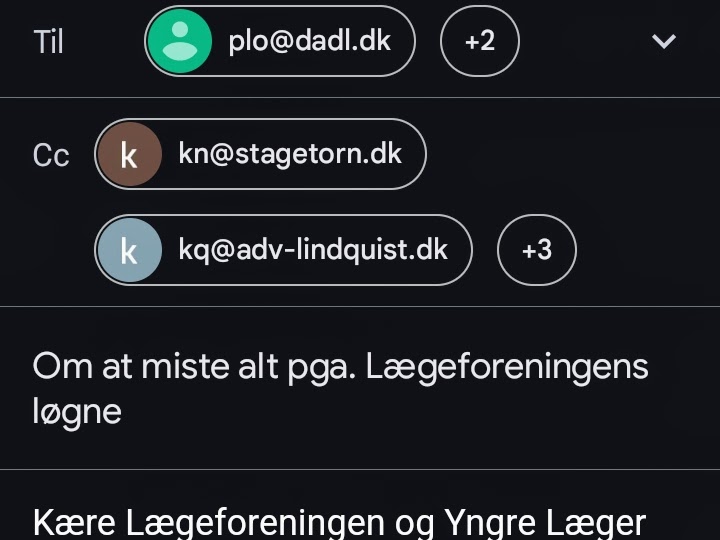 Til plo@dadl.dk +2
Cc k kn@stagetorn.dk
k kq@adv-lindquist.dk +3
Om at miste alt pga. Lægeforeningens
løgne
Kære Lægeforeningen og Yngre Læger